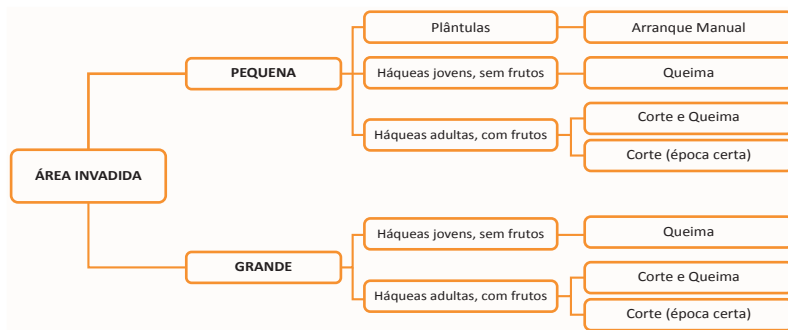 Plântulas
Arranque Manual
PEQUENA
Háqueas jovens, sem frutos
Queima
Háqueas adultas, com frutos
Corte e Queima
Corte (época certa)
ÁREA INVADIDA
GRANDE
Háqueas jovens, sem frutos
Queima
Háqueas adultas, com frutos
Corte e Queima
Corte (época certa)